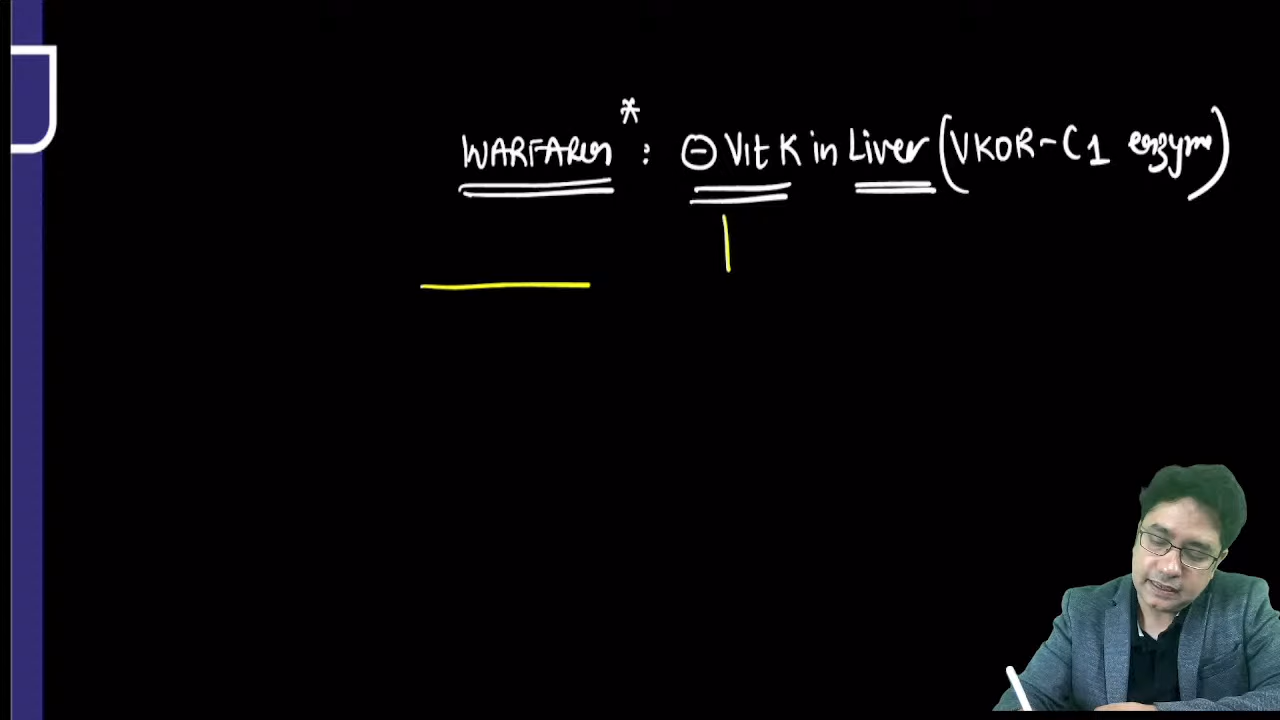 WARFARIN* : ⊖ Vit K in Liver (VKOR-C1 enzyme)